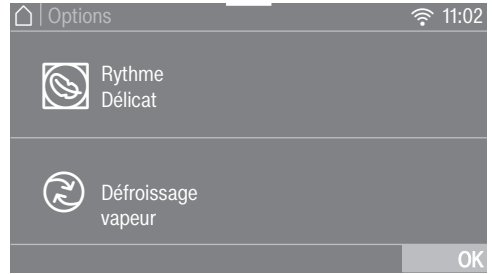 Options 11:02
Rythme
Délicat
Défroissage
vapeur
OK